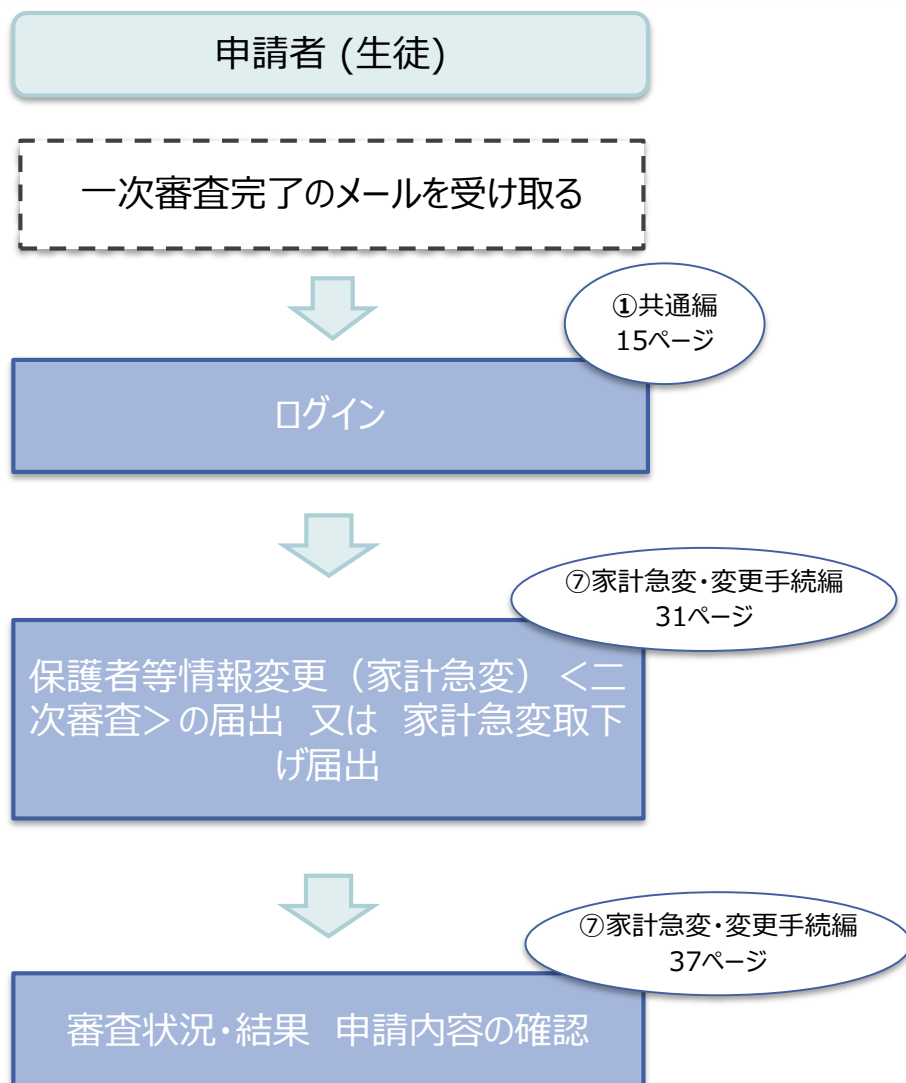 申請者 (生徒)
一次審査完了のメールを受け取る
①共通編
15ページ
ログイン
⑦家計急変・変更手続編
31ページ
保護者等情報変更（家計急変）＜二
次審査＞の届出 又は 家計急変取下
げ届出
⑦家計急変・変更手続編
37ページ
審査状況・結果 申請内容の確認